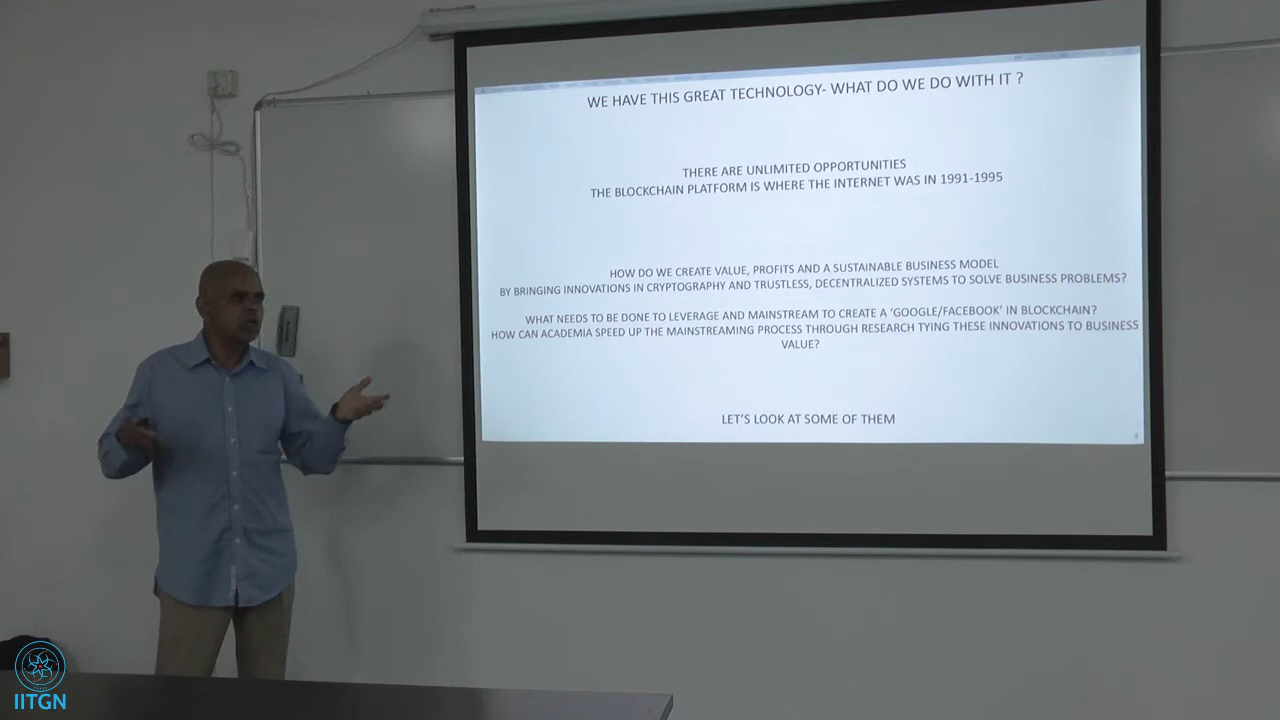 WE HAVE THIS GREAT TECHNOLOGY- WHAT DO WE DO WITH IT ?
THERE ARE UNLIMITED OPPORTUNITIES
THE BLOCKCHAIN PLATFORM IS WHERE THE INTERNET WAS IN 1991-1995
HOW DO WE CREATE VALUE, PROFITS AND A SUSTAINABLE BUSINESS MODEL
BY BRINGING INNOVATIONS IN CRYPTOGRAPHY AND TRUSTLESS, DECENTRALIZED SYSTEMS TO SOLVE BUSINESS PROBLEMS?
WHAT NEEDS TO BE DONE TO LEVERAGE AND MAINSTREAM TO CREATE A ‘GOOGLE/FACEBOOK’ IN BLOCKCHAIN?
HOW CAN ACADEMIA SPEED UP THE MAINSTREAMING PROCESS THROUGH RESEARCH TYING THESE INNOVATIONS TO BUSINESS
VALUE?
LET’S LOOK AT SOME OF THEM
4
IITGN